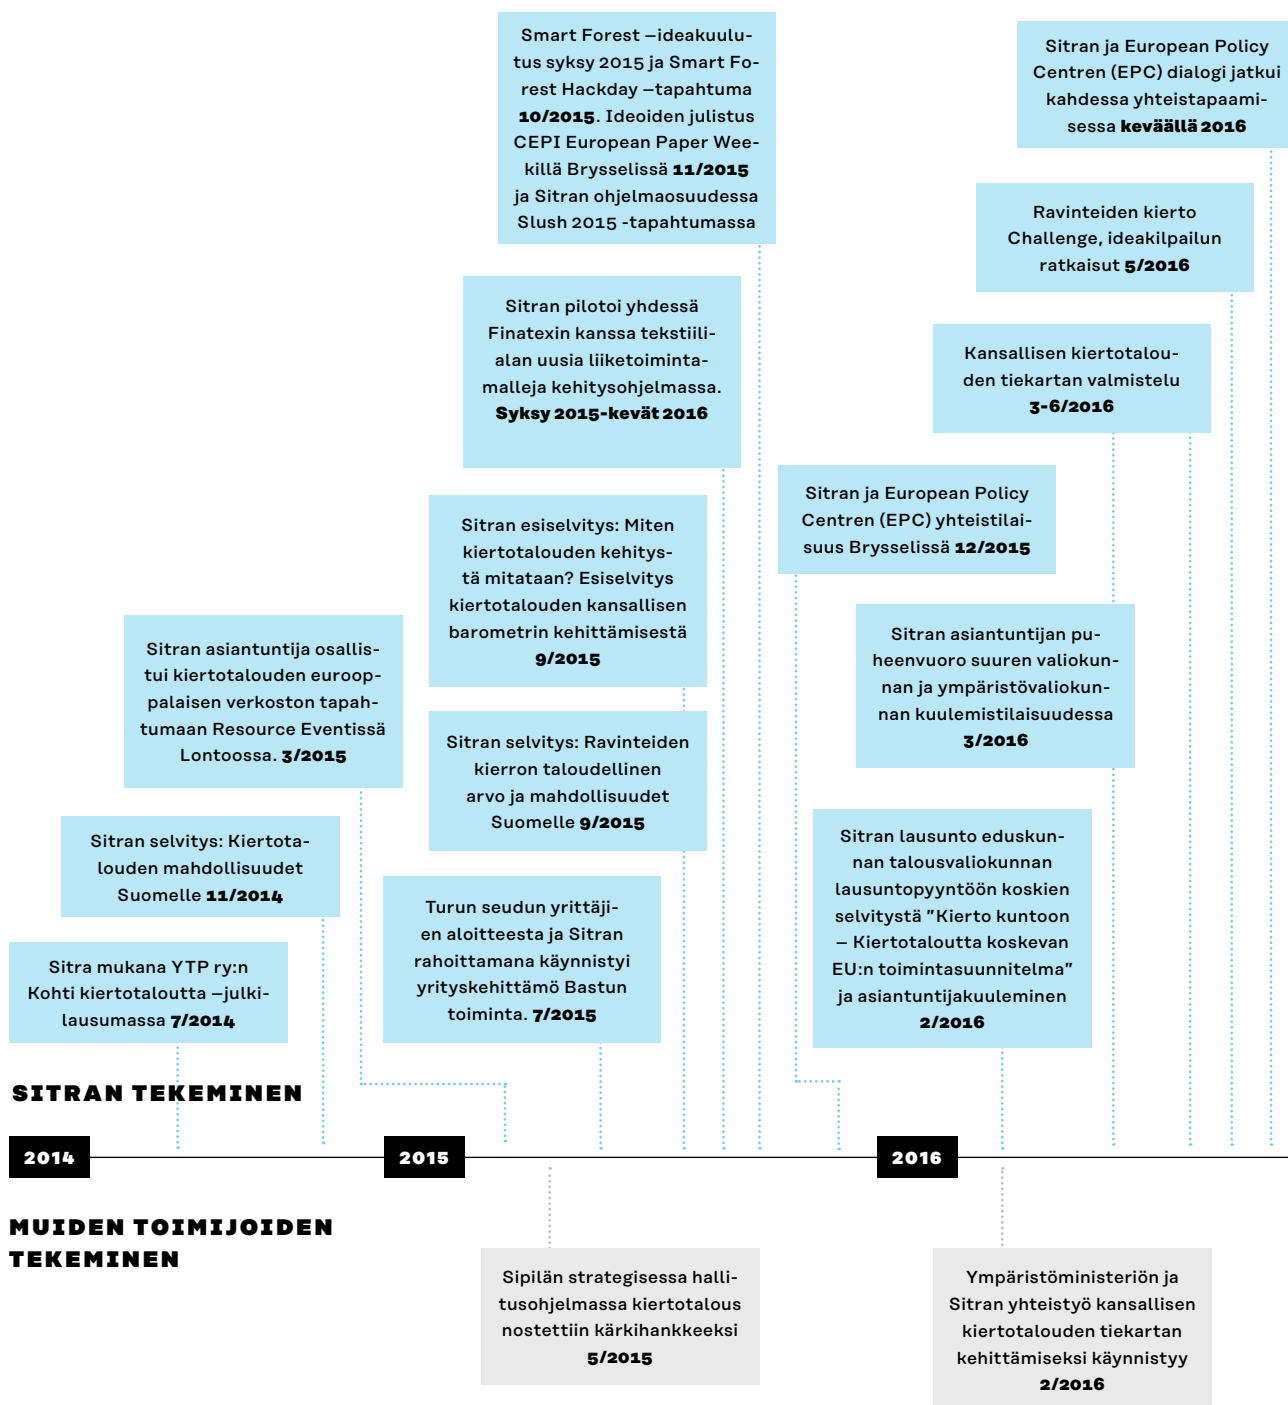 Smart Forest –ideakuulu-
tus syksy 2015 ja Smart Fo-
rest Hackday –tapahtuma
10/2015. Ideoiden julistus
CEPI European Paper Wee-
killä Brysselissä 11/2015
ja Sitran ohjelmaosuudessa
Slush 2015 -tapahtumassa
Sitran ja European Policy
Centren (EPC) dialogi jatkui
kahdessa yhteistapaami-
sessa keväällä 2016
Ravinteiden kierto
Challenge, ideakilpailun
ratkaisut 5/2016
Sitran pilotoi yhdessä
Finatexin kanssa tekstiili-
alan uusia liiketoiminta-
malleja kehitysohjelmassa.
Syksy 2015-kevät 2016
Kansallisen kiertotalou-
den tiekartan valmistelu
3-6/2016
Sitran ja European Policy
Centren (EPC) yhteistilai-
suus Brysselissä 12/2015
Sitran esiselvitys: Miten
kiertotalouden kehitys-
tä mitataan? Esiselvitys
kiertotalouden kansallisen
barometrin kehittämisestä
9/2015
Sitran asiantuntija osallis-
tui kiertotalouden euroop-
palaisen verkoston tapah-
tumaan Resource Eventissä
Lontoossa. 3/2015
Sitran asiantuntijan pu-
heenvuoro suuren valiokun-
nan ja ympäristövaliokun-
nan kuulemistilaisuudessa
3/2016
Sitran selvitys: Ravinteiden
kierron taloudellinen
arvo ja mahdollisuudet
Suomelle 9/2015
Sitran selvitys: Kiertota-
louden mahdollisuudet
Suomelle 11/2014
Sitran lausunto eduskun-
nan talousvaliokunnan
lausuntopyyntöön koskien
selvitystä ”Kierto kuntoon
– Kiertotaloutta koskevan
EU:n toimintasuunnitelma”
ja asiantuntijakuuleminen
2/2016
Turun seudun yrittäji-
en aloitteesta ja Sitran
rahoittamana käynnistyi
yrityskehittämö Bastun
toiminta. 7/2015
Sitra mukana YTP ry:n
Kohti kiertotaloutta –julki-
lausumassa 7/2014
SITRAN TEKEMINEN
2014
2015
2016
MUIDEN TOIMIJOIDEN
TEKEMINEN
Sipilän strategisessa halli-
tusohjelmassa kiertotalous
nostettiin kärkihankkeeksi
5/2015
Ympäristöministeriön ja
Sitran yhteistyö kansallisen
kiertotalouden tiekartan
kehittämiseksi käynnistyy
2/2016